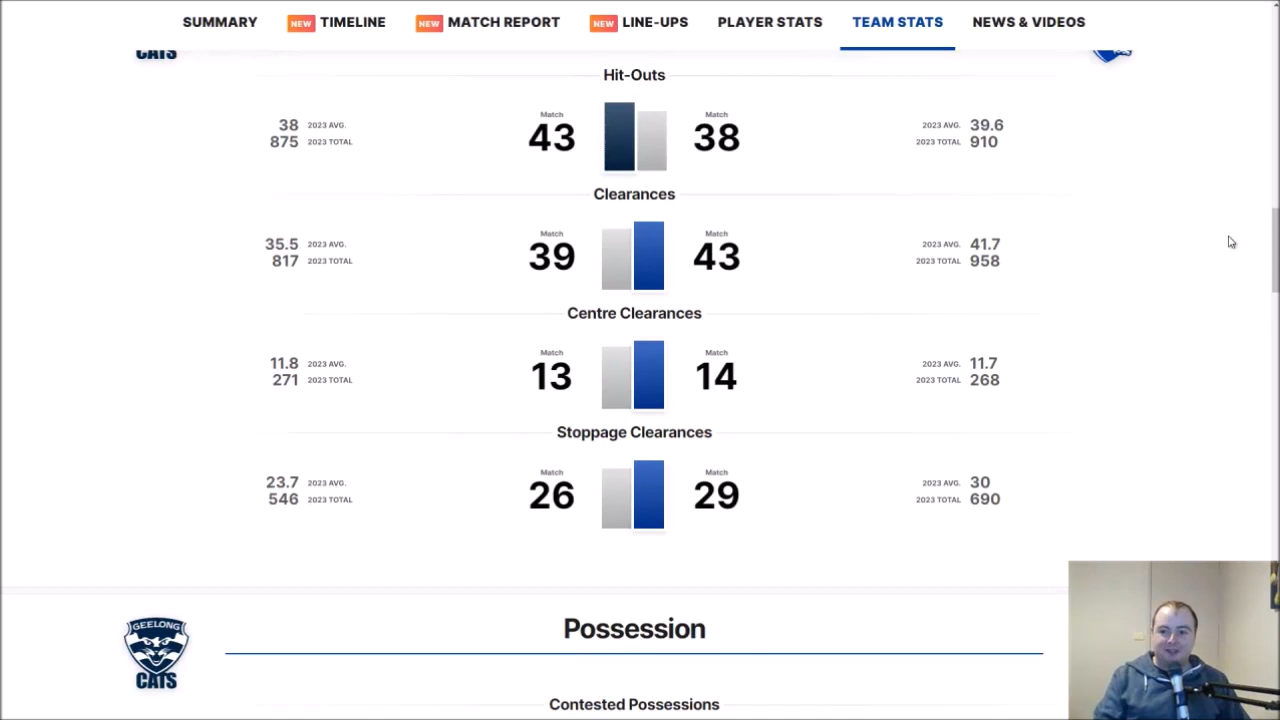 SUMMARY NEW TIMELINE NEW MATCH REPORT NEW LINE-UPS PLAYER STATS TEAM STATS NEWS & VIDEOS
CATS
Hit-Outs
38 2023 AVG. Match 43 Match 38 2023 AVG. 39.6
875 2023 TOTAL 2023 TOTAL 910
Clearances
35.5 2023 AVG. Match 39 Match 43 2023 AVG. 41.7
817 2023 TOTAL 2023 TOTAL 958
Centre Clearances
11.8 2023 AVG. Match 13 Match 14 2023 AVG. 11.7
271 2023 TOTAL 2023 TOTAL 268
Stoppage Clearances
23.7 2023 AVG. Match 26 Match 29 2023 AVG. 30
546 2023 TOTAL 2023 TOTAL 690
GEELONG
CATS
Possession
Contested Possessions